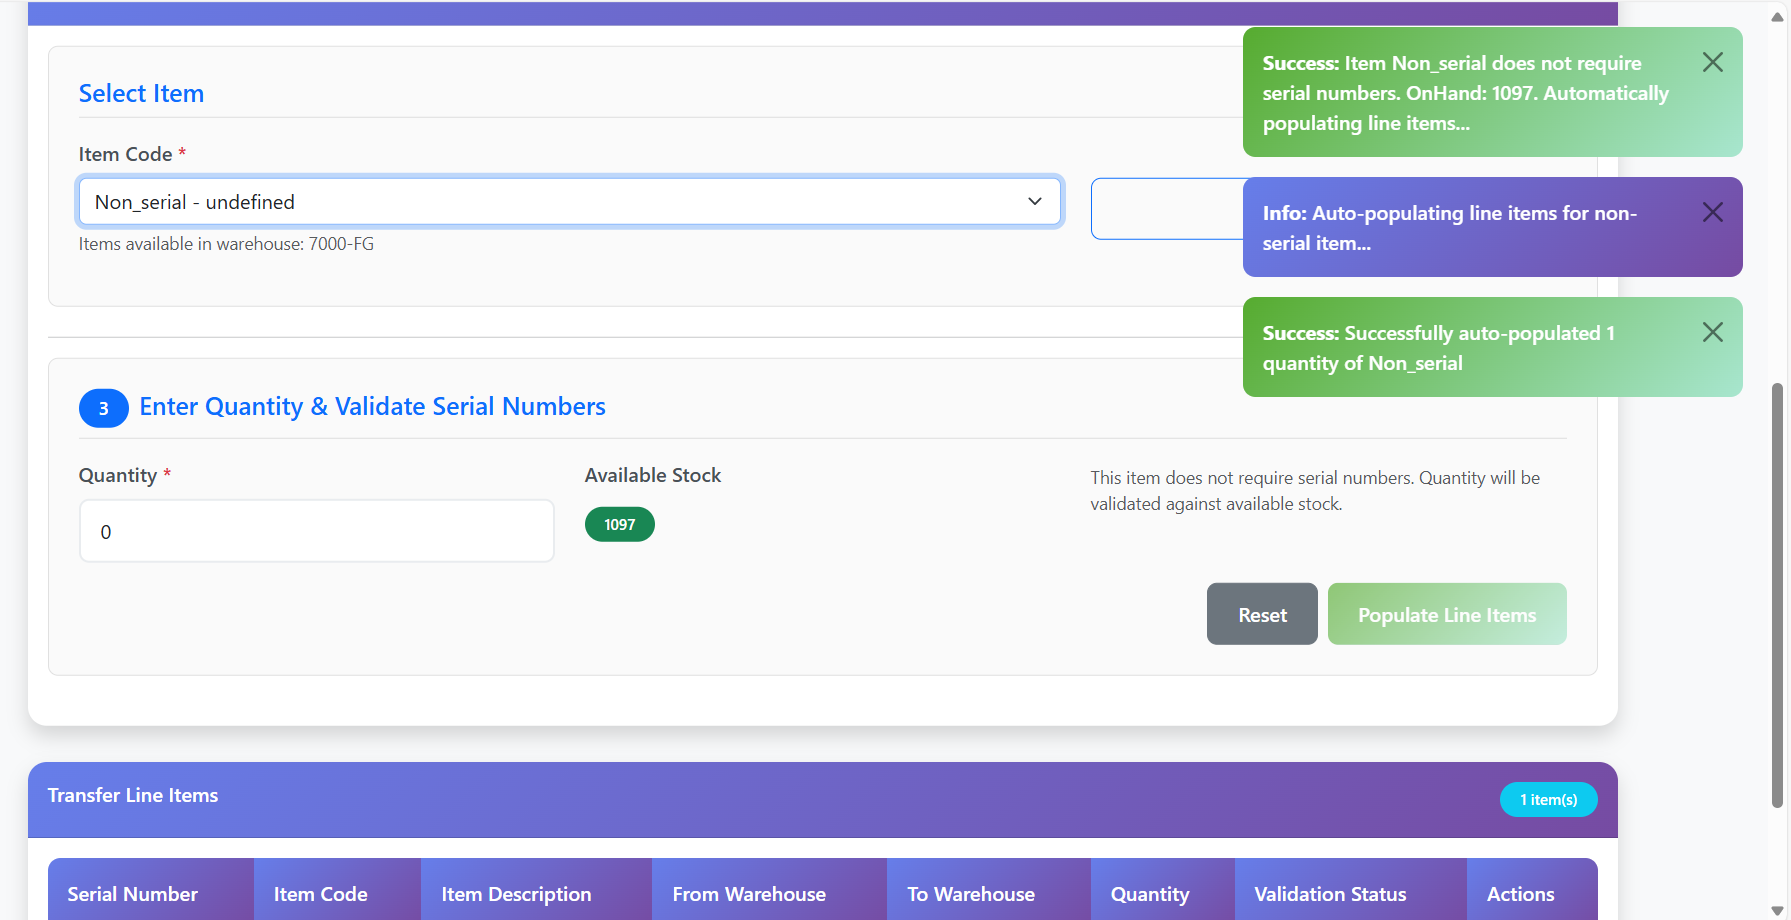 Select Item
Item Code *
Non_serial - undefined
Items available in warehouse: 7000-FG
Success: Item Non_serial does not require
serial numbers. OnHand: 1097. Automatically
populating line items...
Info: Auto-populating line items for non-
serial item...
Success: Successfully auto-populated 1
quantity of Non_serial
3 Enter Quantity & Validate Serial Numbers
Quantity *
0
Available Stock
1097
This item does not require serial numbers. Quantity will be
validated against available stock.
Reset
Populate Line Items
Transfer Line Items
1 item(s)
Serial Number Item Code Item Description From Warehouse To Warehouse Quantity Validation Status Actions